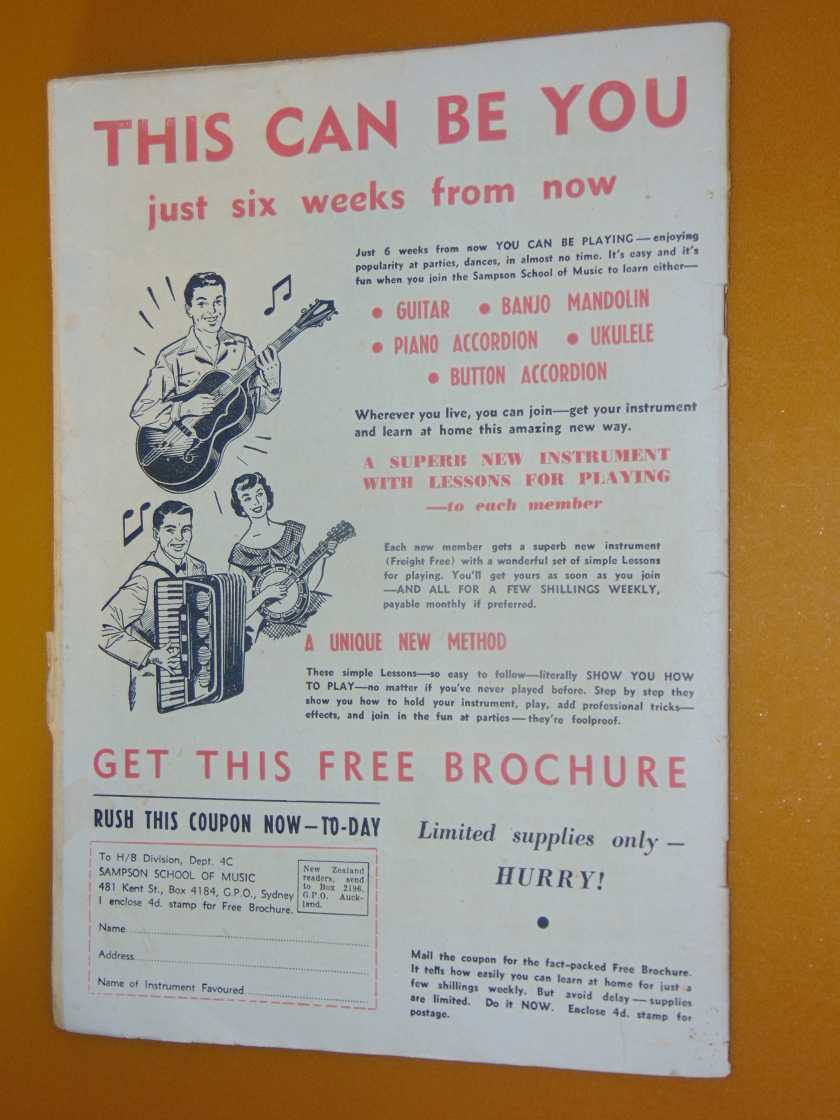 THIS CAN BE YOU
just six weeks from now
Just 6 weeks from now YOU CAN BE PLAYING—enjoying
popularity at parties, dances, in almost no time. It's easy and it's
fun when you join the Sampson School of Music to learn either—
• GUITAR • BANJO MANDOLIN
• PIANO ACCORDION • UKULELE
• BUTTON ACCORDION
Wherever you live, you can join—get your instrument
and learn at home this amazing new way.
A SUPERB NEW INSTRUMENT
WITH LESSONS FOR PLAYING
—to each member
Each new member gets a superb new instrument
(Freight Free) with a wonderful set of simple Lessons
for playing. You'll get yours as soon as you join
—AND ALL FOR A FEW SHILLINGS WEEKLY,
payable monthly if preferred.
A UNIQUE NEW METHOD
These simple Lessons—so easy to follow—literally SHOW YOU HOW
TO PLAY—no matter if you've never played before. Step by step they
show you how to hold your instrument, play, add professional tricks—
effects, and join in the fun at parties—they're foolproof.
GET THIS FREE BROCHURE
RUSH THIS COUPON NOW—TO-DAY
To H/B Division, Dept. 4C
SAMPSON SCHOOL OF MUSIC
481 Kent St., Box 4184, G.P.O., Sydney
I enclose 4d. stamp for Free Brochure.
New Zealand
readers, send
to Box 2196,
G.P.O. Auck-
land.
Name
Address
Name of Instrument Favoured
Limited supplies only—
HURRY!
•
Mail the coupon for the fact-packed Free Brochure.
It tells how easily you can learn at home for just a
few shillings weekly. But avoid delay—supplies
are limited. Do it NOW. Enclose 4d. stamp for
postage.